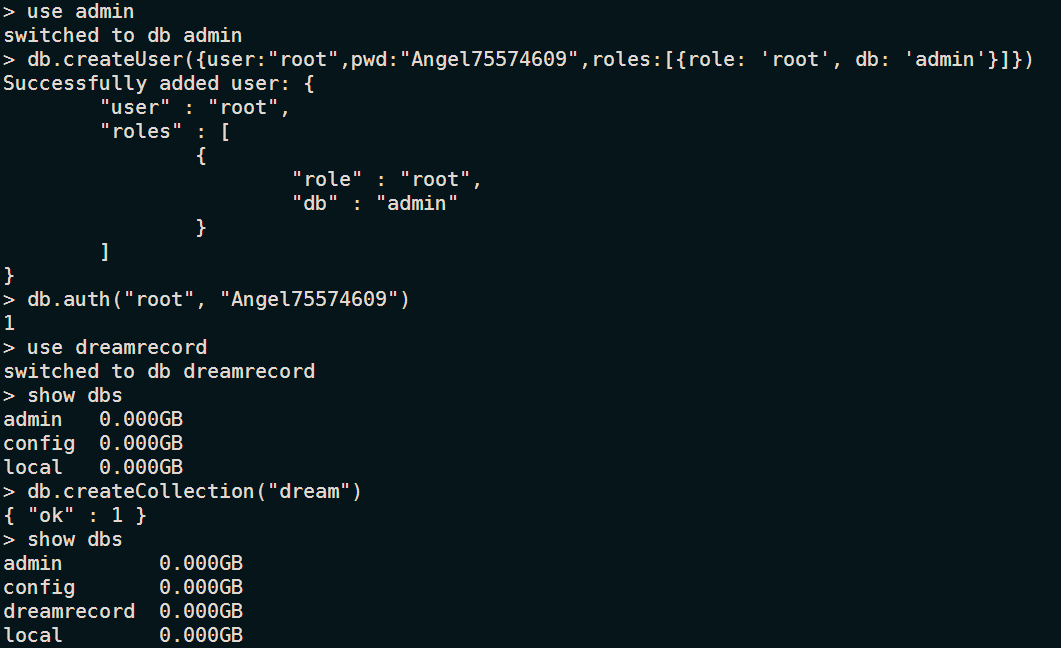 > use admin
switched to db admin
> db.createUser({user:"root",pwd:"Angel75574609",roles:[{role: 'root', db: 'admin'}]})
Successfully added user: {
        "user" : "root",
        "roles" : [
                {
                        "role" : "root",
                        "db" : "admin"
                }
        ]
}
> db.auth("root", "Angel75574609")
1
> use dreamrecord
switched to db dreamrecord
> show dbs
admin   0.000GB
config  0.000GB
local   0.000GB
> db.createCollection("dream")
{ "ok" : 1 }
> show dbs
admin        0.000GB
config       0.000GB
dreamrecord  0.000GB
local        0.000GB